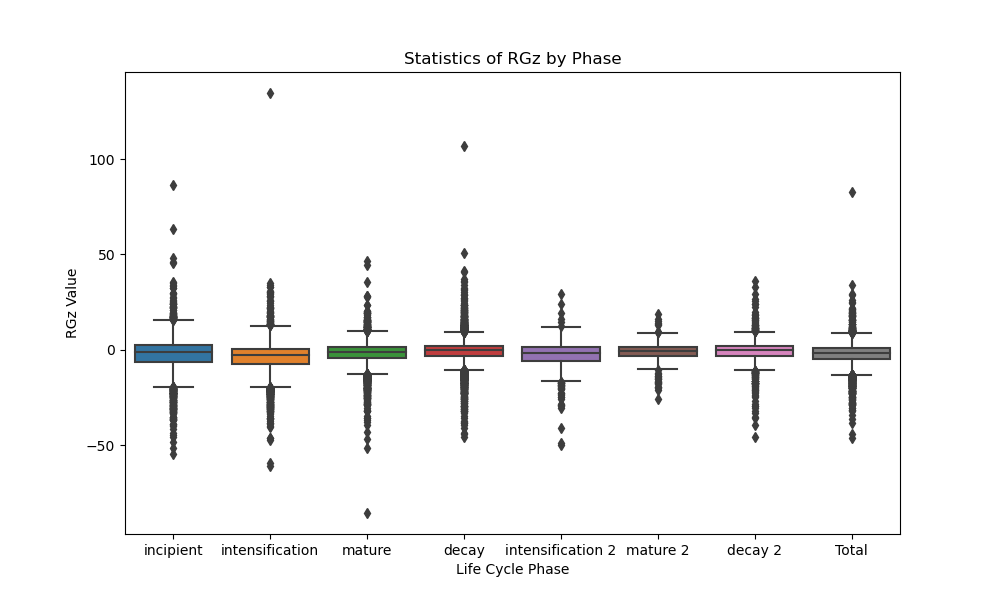 Statistics of RGz by Phase
RGz Value
100
50
0
−50
incipient intensification mature decay intensification 2 mature 2 decay 2 Total
Life Cycle Phase